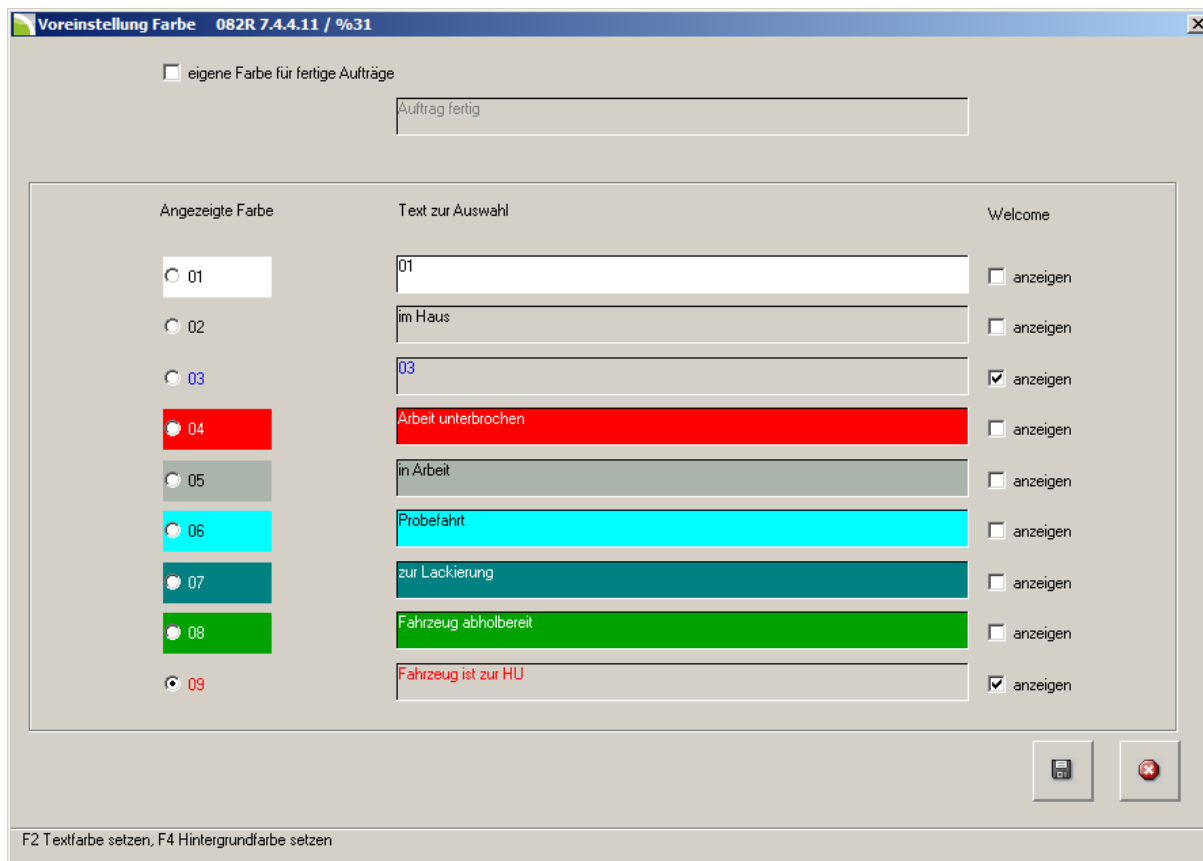 Voreinstellung Farbe 082R 7.4.4.11 / %31
eigene Farbe für fertige Aufträge
Auftrag fertig
Angezeigte Farbe Text zur Auswahl Welcome
01 01 anzeigen
02 im Haus anzeigen
03 03 anzeigen
04 Arbeit unterbrochen anzeigen
05 in Arbeit anzeigen
06 Probefahrt anzeigen
07 zur Lackierung anzeigen
08 Fahrzeug abholbereit anzeigen
09 Fahrzeug ist zur HU anzeigen
F2 Textfarbe setzen, F4 Hintergrundfarbe setzen